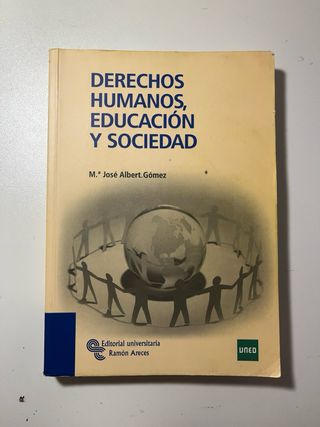 DERECHOS
HUMANOS,
EDUCACIÓN
Y SOCIEDAD
M.ª José Albert Gómez
Editorial universitaria
Ramón Areces
UNED